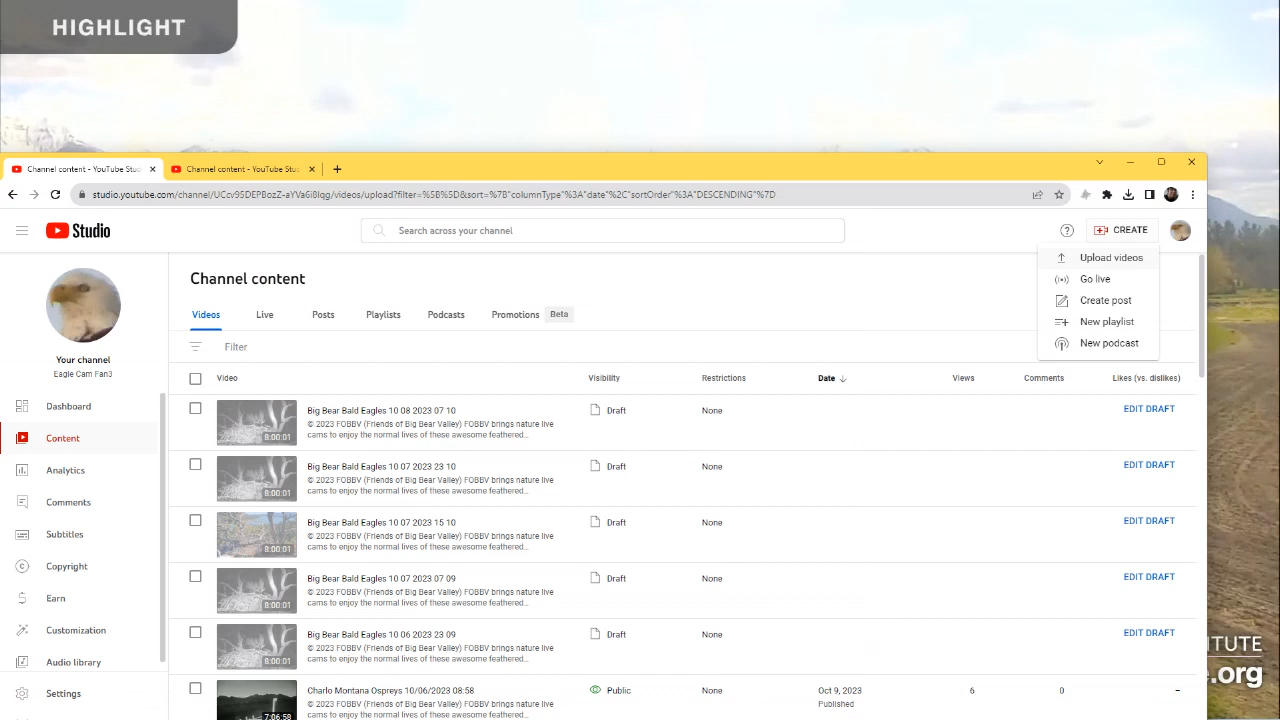 HIGHLIGHT
Channel content - YouTube Stud
Channel content - YouTube Stu
studio.youtube.com/channel/UCcv95DEPBozZ-aYVa6i8lqg/videos/upload?filter=%5B%5D&sort=%7B"columnType"%3A"date"%2C"sortOrder"%3A"DESCENDING"%7D
Studio
Search across your channel
CREATE
Upload videos
Go live
Create post
New playlist
New podcast
Channel content
Videos Live Posts Playlists Podcasts Promotions Beta
Filter
Your channel
Eagle Cam Fan3
Dashboard
Content
Analytics
Comments
Subtitles
Copyright
Earn
Customization
Audio library
Settings
Video Visibility Restrictions Date Views Comments Likes (vs. dislikes)
Big Bear Bald Eagles 10 08 2023 07 10 Draft None EDIT DRAFT
© 2023 FOBBV (Friends of Big Bear Valley) FOBBV brings nature live
cams to enjoy the normal lives of these awesome feathered...
8:00:01
Big Bear Bald Eagles 10 07 2023 23 10 Draft None EDIT DRAFT
© 2023 FOBBV (Friends of Big Bear Valley) FOBBV brings nature live
cams to enjoy the normal lives of these awesome feathered...
8:00:01
Big Bear Bald Eagles 10 07 2023 15 10 Draft None EDIT DRAFT
© 2023 FOBBV (Friends of Big Bear Valley) FOBBV brings nature live
cams to enjoy the normal lives of these awesome feathered...
8:00:01
Big Bear Bald Eagles 10 07 2023 07 09 Draft None EDIT DRAFT
© 2023 FOBBV (Friends of Big Bear Valley) FOBBV brings nature live
cams to enjoy the normal lives of these awesome feathered...
8:00:01
Big Bear Bald Eagles 10 06 2023 23 09 Draft None EDIT DRAFT
© 2023 FOBBV (Friends of Big Bear Valley) FOBBV brings nature live
cams to enjoy the normal lives of these awesome feathered...
8:00:01
Charlo Montana Ospreys 10/06/2023 08:58 Public None Oct 9, 2023 6 0 –
© 2023 FOBBV (Friends of Big Bear Valley) FOBBV brings nature live Published
cams to enjoy the normal lives of these awesome feathered...
7:06:58
ITUTE
.org